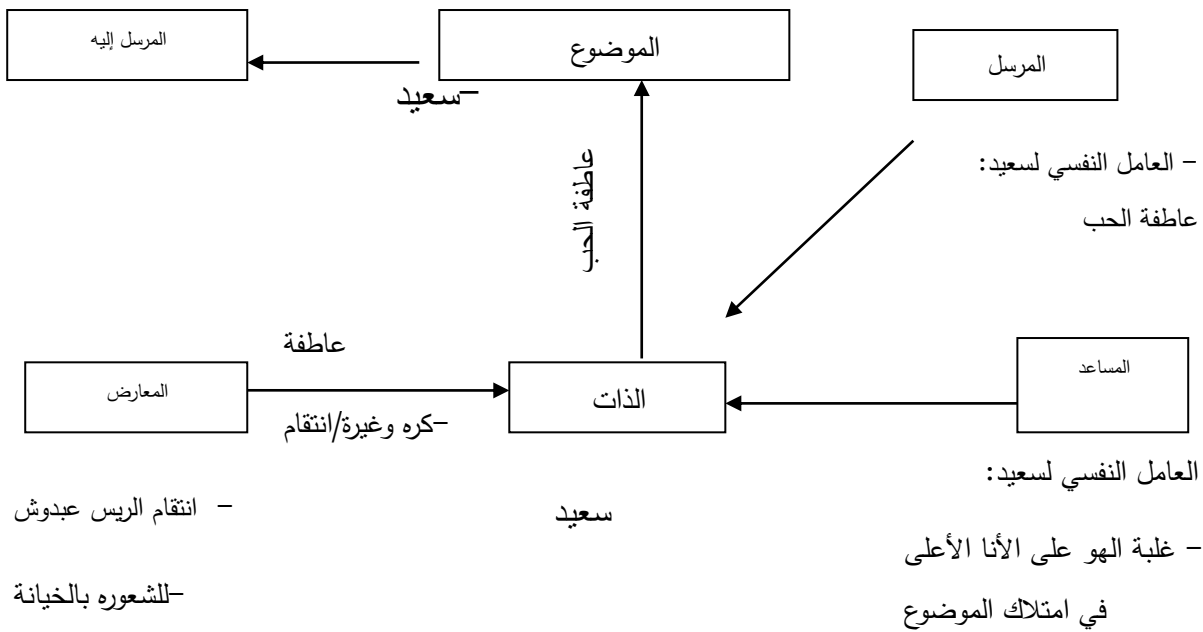 المرسل
الموضوع
المرسل إليه
–سعيد
– العامل النفسي لسعيد:
عاطفة الحب
عاطفة الحب
المساعد
الذات
عاطفة
المعارض
–كره وغيرة/انتقام
العامل النفسي لسعيد:
– غلبة الهو على الأنا الأعلى
في امتلاك الموضوع
سعيد
– انتقام الريس عبدوش
–للشعوره بالخيانة